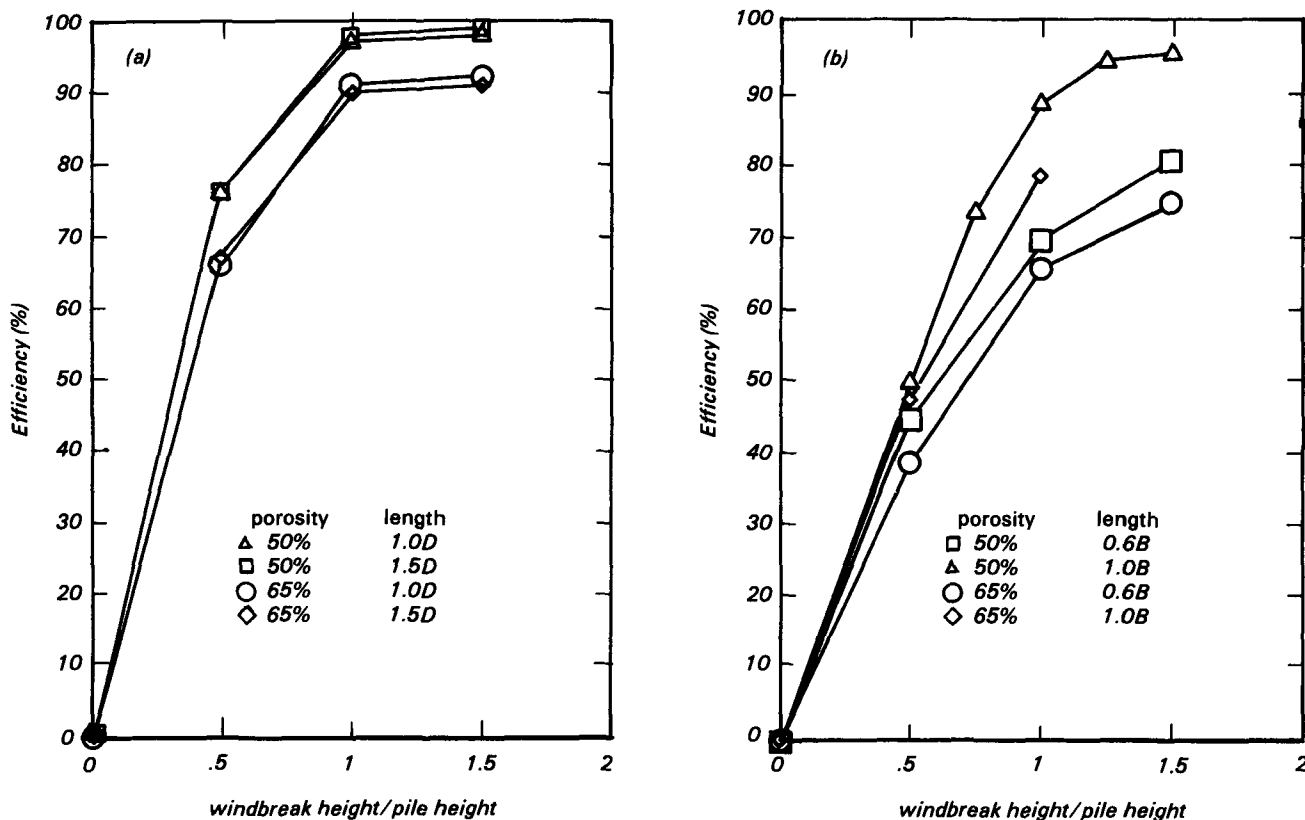 (a)
Efficiency (%)
100
90
80
70
60
50
40
30
20
10
0
porosity length
50% 1.0D
50% 1.5D
65% 1.0D
65% 1.5D
0 .5 1 1.5 2
windbreak height/pile height
(b)
Efficiency (%)
100
90
80
70
60
50
40
30
20
10
0
porosity length
50% 0.6B
50% 1.0B
65% 0.6B
65% 1.0B
0 .5 1 1.5 2
windbreak height/pile height